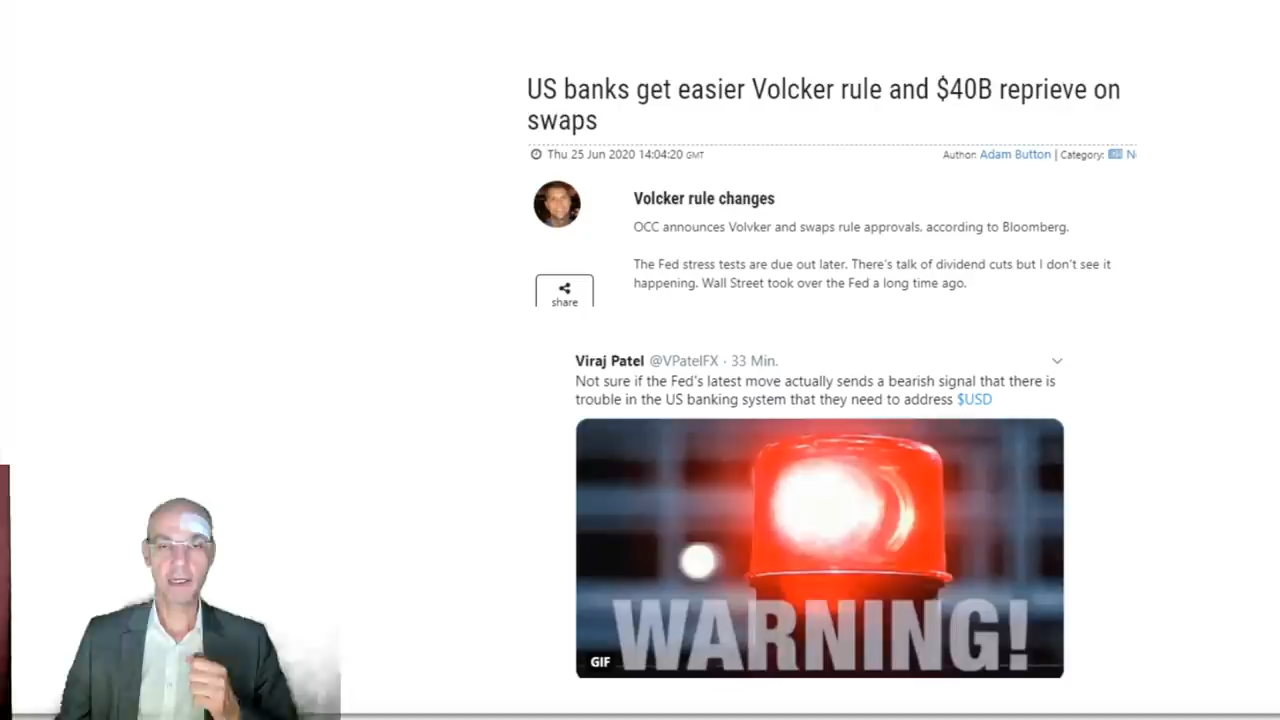 US banks get easier Volcker rule and $40B reprieve on
swaps
Thu 25 Jun 2020 14:04:20 GMT
Author: Adam Button | Category: N
Volcker rule changes
OCC announces Volvker and swaps rule approvals, according to Bloomberg.
The Fed stress tests are due out later. There's talk of dividend cuts but I don't see it
happening. Wall Street took over the Fed a long time ago.
share
Viraj Patel @VPatelFX · 33 Min.
Not sure if the Fed's latest move actually sends a bearish signal that there is
trouble in the US banking system that they need to address $USD
WARNING!
GIF